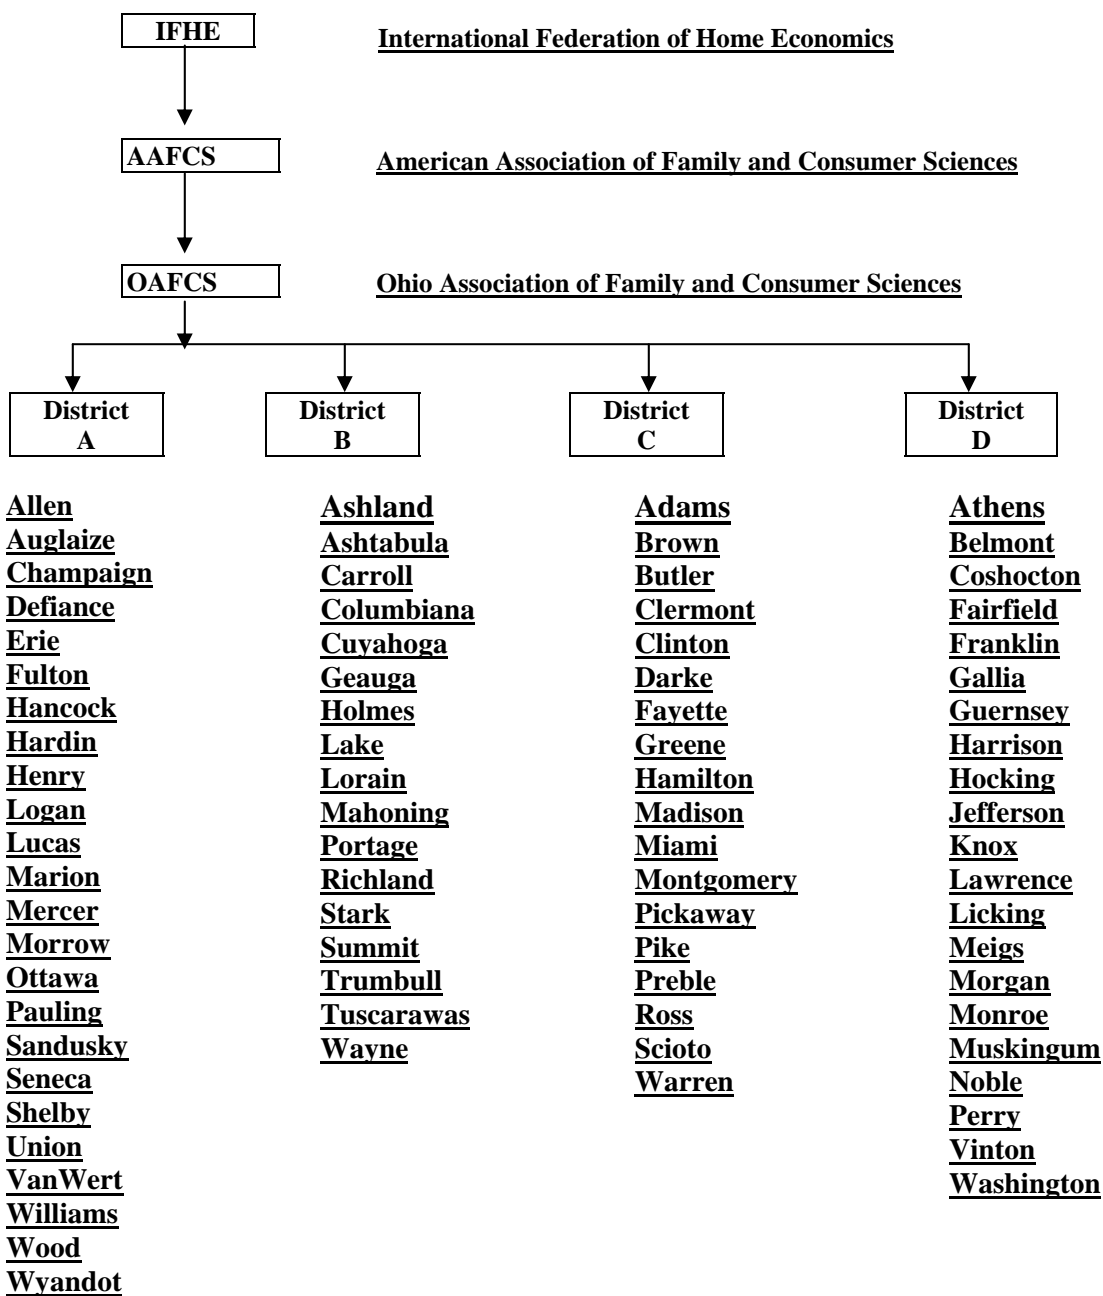 IFHE
International Federation of Home Economics
AAFCS
American Association of Family and Consumer Sciences
OAFCS
Ohio Association of Family and Consumer Sciences
District
A
District
B
District
C
District
D
Allen
Auglaize
Champaign
Defiance
Erie
Fulton
Hancock
Hardin
Henry
Logan
Lucas
Marion
Mercer
Morrow
Ottawa
Pauling
Sandusky
Seneca
Shelby
Union
VanWert
Williams
Wood
Wyandot
Ashland
Ashtabula
Carroll
Columbiana
Cuyahoga
Geauga
Holmes
Lake
Lorain
Mahoning
Portage
Richland
Stark
Summit
Trumbull
Tuscarawas
Wayne
Adams
Brown
Butler
Clermont
Clinton
Darke
Fayette
Greene
Hamilton
Madison
Miami
Montgomery
Pickaway
Pike
Preble
Ross
Scioto
Warren
Athens
Belmont
Coshocton
Fairfield
Franklin
Gallia
Guernsey
Harrison
Hocking
Jefferson
Knox
Lawrence
Licking
Meigs
Morgan
Monroe
Muskingum
Noble
Perry
Vinton
Washington